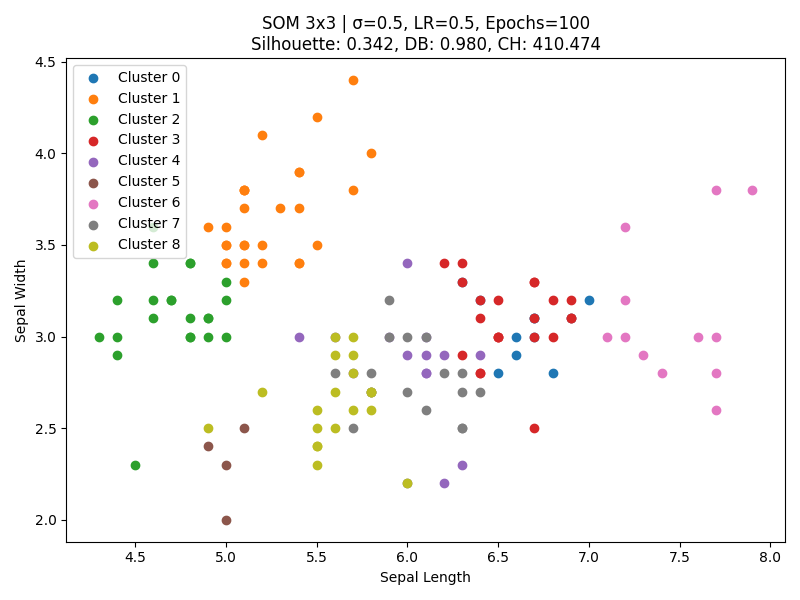 SOM 3x3 | σ=0.5, LR=0.5, Epochs=100
Silhouette: 0.342, DB: 0.980, CH: 410.474
Cluster 0
Cluster 1
Cluster 2
Cluster 3
Cluster 4
Cluster 5
Cluster 6
Cluster 7
Cluster 8
Sepal Width
4.5
4.0
3.5
3.0
2.5
2.0
4.5 5.0 5.5 6.0 6.5 7.0 7.5 8.0
Sepal Length